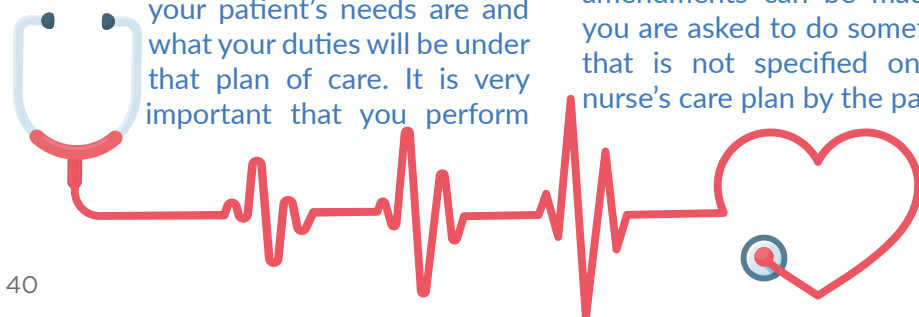 your patient's needs are and
what your duties will be under
that plan of care. It is very
important that you perform
you are asked to do
that is not specified on
nurse's care plan by the
40